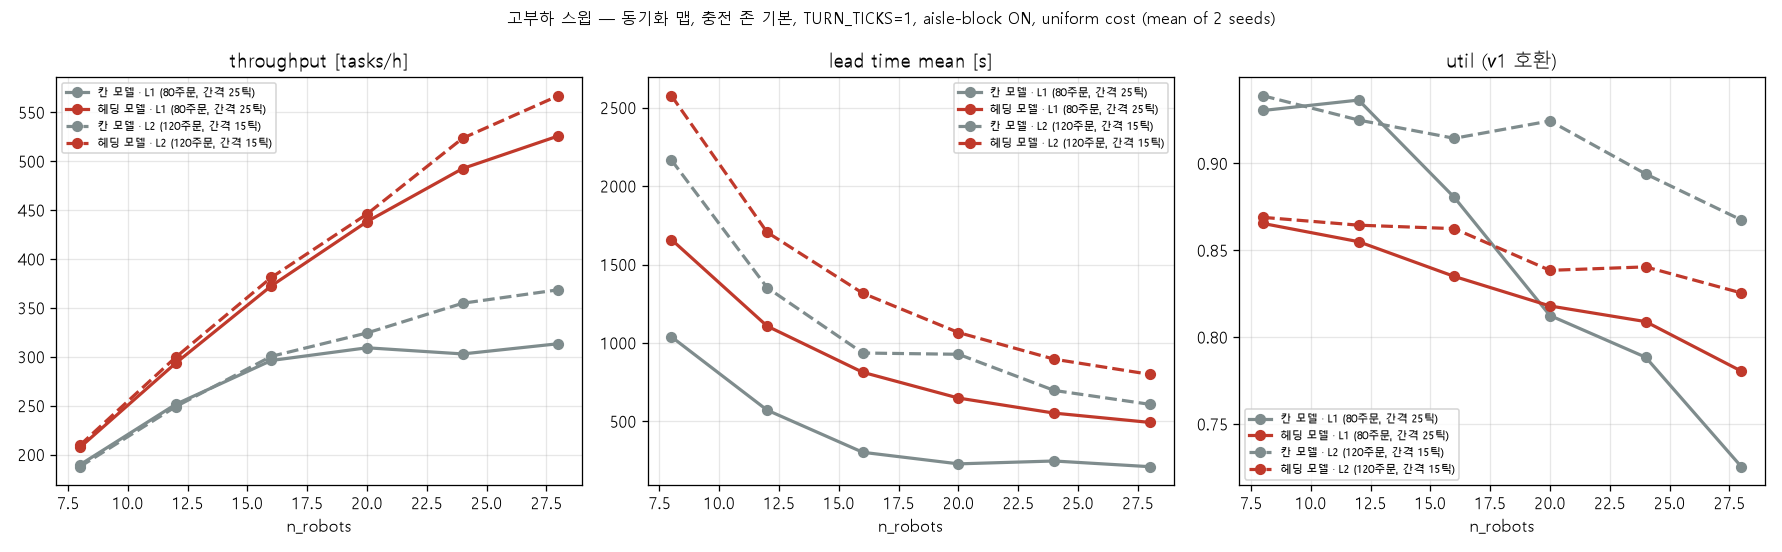 고부하 스윕 — 동기화 맵, 충전 존 기본, TURN_TICKS=1, aisle-block ON, uniform cost (mean of 2 seeds)
throughput [tasks/h]
칸 모델 · L1 (80주문, 간격 25틱)
헤딩 모델 · L1 (80주문, 간격 25틱)
칸 모델 · L2 (120주문, 간격 15틱)
헤딩 모델 · L2 (120주문, 간격 15틱)
550
500
450
400
350
300
250
200
7.5 10.0 12.5 15.0 17.5 20.0 22.5 25.0 27.5
n_robots
lead time mean [s]
칸 모델 · L1 (80주문, 간격 25틱)
헤딩 모델 · L1 (80주문, 간격 25틱)
칸 모델 · L2 (120주문, 간격 15틱)
헤딩 모델 · L2 (120주문, 간격 15틱)
2500
2000
1500
1000
500
7.5 10.0 12.5 15.0 17.5 20.0 22.5 25.0 27.5
n_robots
util (v1 호환)
0.90
0.85
0.80
0.75
칸 모델 · L1 (80주문, 간격 25틱)
헤딩 모델 · L1 (80주문, 간격 25틱)
칸 모델 · L2 (120주문, 간격 15틱)
헤딩 모델 · L2 (120주문, 간격 15틱)
7.5 10.0 12.5 15.0 17.5 20.0 22.5 25.0 27.5
n_robots